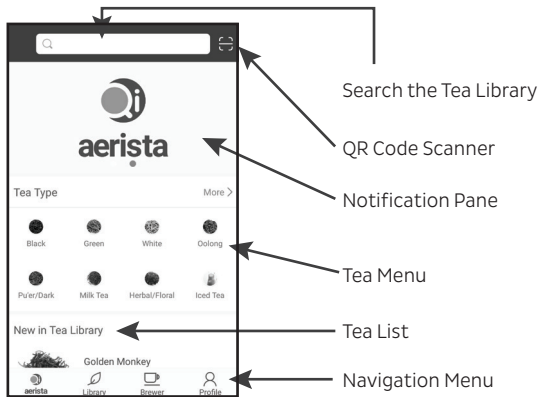 Search the Tea Library
QR Code Scanner
Qi
aerista
Notification Pane
Tea Type More >
Black Green White Oolong
Tea Menu
Pu'er/Dark Milk Tea Herbal/Floral Iced Tea
New in Tea Library
Tea List
Golden Monkey
aerista Library Brewer Profile
Navigation Menu